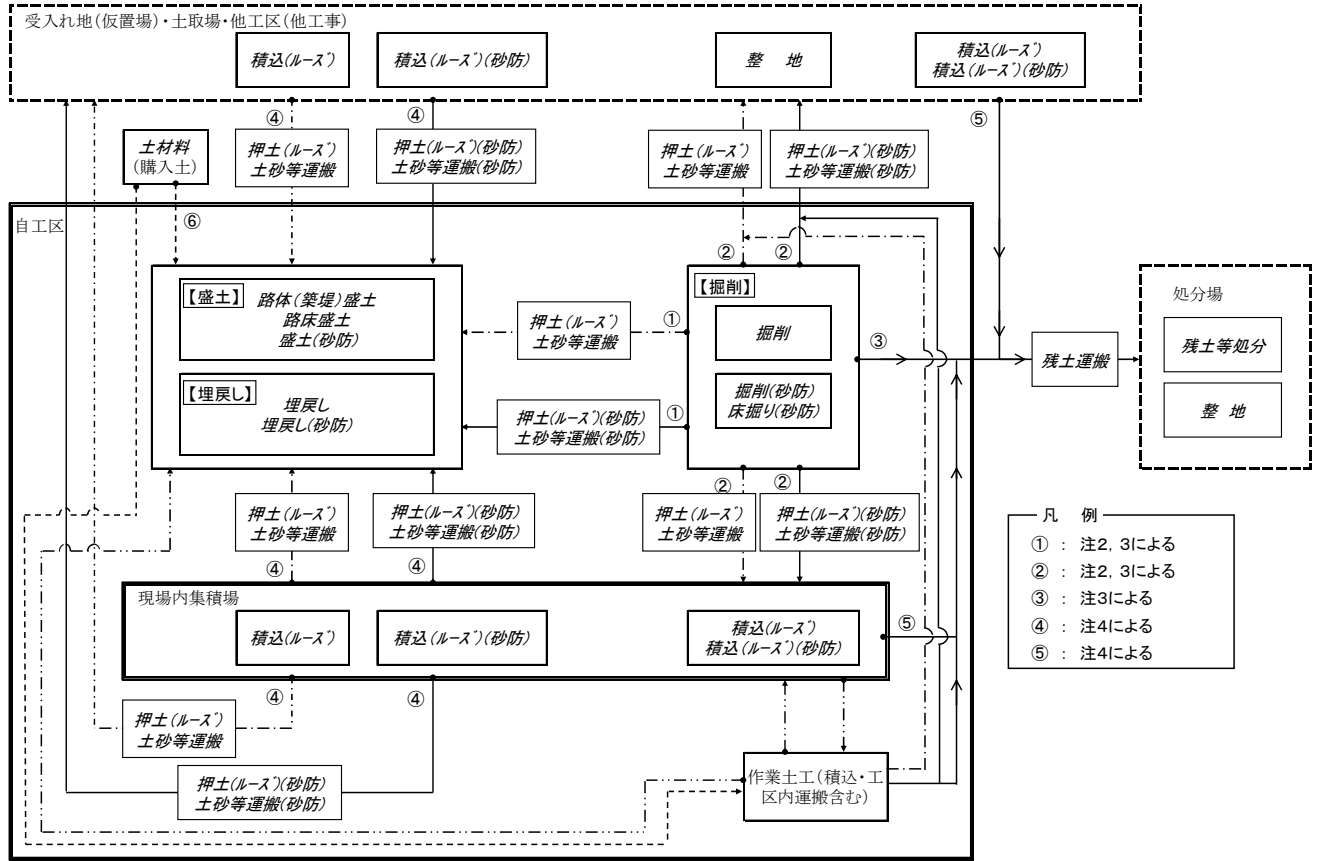 受入れ地(仮置場)・土取場・他工区(他工事)
積込(ルーズ)
積込(ルーズ)(砂防)
整 地
積込(ルーズ)
積込(ルーズ)(砂防)
④
④
⑤
土材料
(購入土)
押土(ルーズ)
土砂等運搬
押土(ルーズ)(砂防)
土砂等運搬(砂防)
押土(ルーズ)
土砂等運搬
押土(ルーズ)(砂防)
土砂等運搬(砂防)
自工区
⑥
②
②
【盛土】
路体(築堤)盛土
路床盛土
盛土(砂防)
【埋戻し】
埋戻し
埋戻し(砂防)
押土(ルーズ)
土砂等運搬
①
押土(ルーズ)(砂防)
土砂等運搬(砂防)
①
【掘削】
掘削
掘削(砂防)
床掘り(砂防)
③
残土運搬
処分場
残土等処分
整 地
押土(ルーズ)
土砂等運搬
④
押土(ルーズ)(砂防)
土砂等運搬(砂防)
④
②
押土(ルーズ)
土砂等運搬
②
押土(ルーズ)(砂防)
土砂等運搬(砂防)
凡 例
① : 注2, 3による
② : 注2, 3による
③ : 注3による
④ : 注4による
⑤ : 注4による
現場内集積場
積込(ルーズ)
積込(ルーズ)(砂防)
積込(ルーズ)
積込(ルーズ)(砂防)
⑤
④
④
押土(ルーズ)
土砂等運搬
押土(ルーズ)(砂防)
土砂等運搬(砂防)
作業土工(積込・工
区内運搬含む)